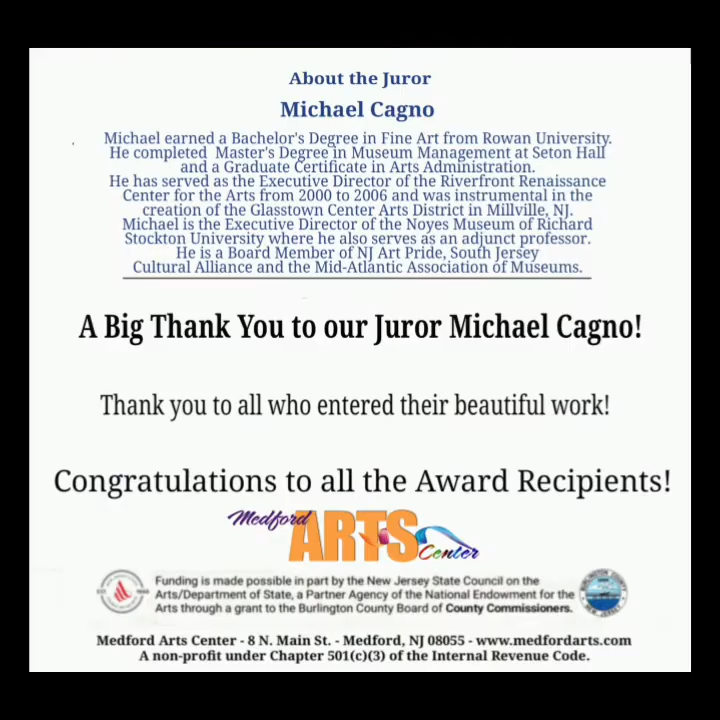 About the Juror
Michael Cagno
Michael earned a Bachelor's Degree in Fine Art from Rowan University.
He completed Master's Degree in Museum Management at Seton Hall
and a Graduate Certificate in Arts Administration.
He has served as the Executive Director of the Riverfront Renaissance
Center for the Arts from 2000 to 2006 and was instrumental in the
creation of the Glasstown Center Arts District in Millville, NJ.
Michael is the Executive Director of the Noyes Museum of Richard
Stockton University where he also serves as an adjunct professor.
He is a Board Member of NJ Art Pride, South Jersey
Cultural Alliance and the Mid-Atlantic Association of Museums.
A Big Thank You to our Juror Michael Cagno!
Thank you to all who entered their beautiful work!
Congratulations to all the Award Recipients!
Medford
ARTS
Center
Funding is made possible in part by the New Jersey State Council on the
Arts/Department of State, a Partner Agency of the National Endowment for the
Arts through a grant to the Burlington County Board of County Commissioners.
Medford Arts Center - 8 N. Main St. - Medford, NJ 08055 - www.medfordarts.com
A non-profit under Chapter 501(c)(3) of the Internal Revenue Code.